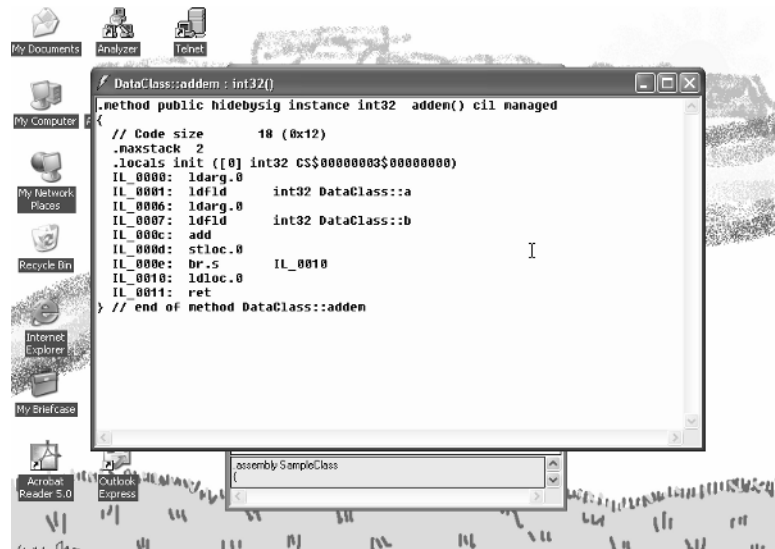 My Documents
Analyzer
Telnet
DataClass::addem : int32()
My Computer
.method public hidebysig instance int32  addem() cil managed
{
// Code size       18 (0x12)
.maxstack  2
.locals init ([0] int32 CS$00000003$00000000)
IL_0000:  ldarg.0
IL_0001:  ldfld      int32 DataClass::a
IL_0006:  ldarg.0
IL_0007:  ldfld      int32 DataClass::b
IL_000c:  add
IL_000d:  stloc.0
IL_000e:  br.s       IL_0010
IL_0010:  ldloc.0
IL_0011:  ret
} // end of method DataClass::addem
My Network
Places
Recycle Bin
Internet
Explorer
My Briefcase
Acrobat
Reader 5.0
Outlook
Express
.assembly SampleClass
{